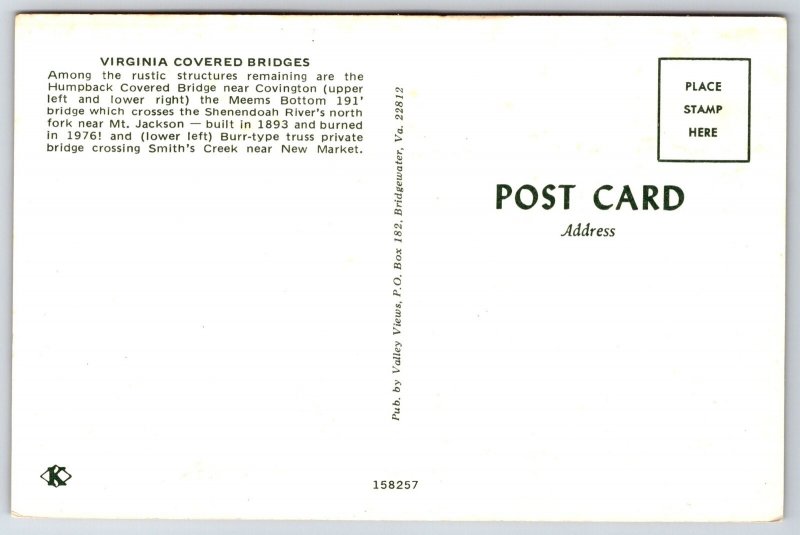 VIRGINIA COVERED BRIDGES
Among the rustic structures remaining are the
Humpback Covered Bridge near Covington (upper
left and lower right) the Meems Bottom 191'
bridge which crosses the Shenendoah River's north
fork near Mt. Jackson — built in 1893 and burned
in 1976! and (lower left) Burr-type truss private
bridge crossing Smith's Creek near New Market.
Pub. by Valley Views, P.O. Box 182, Bridgewater, Va. 22812
PLACE
STAMP
HERE
POST CARD
Address
K
158257